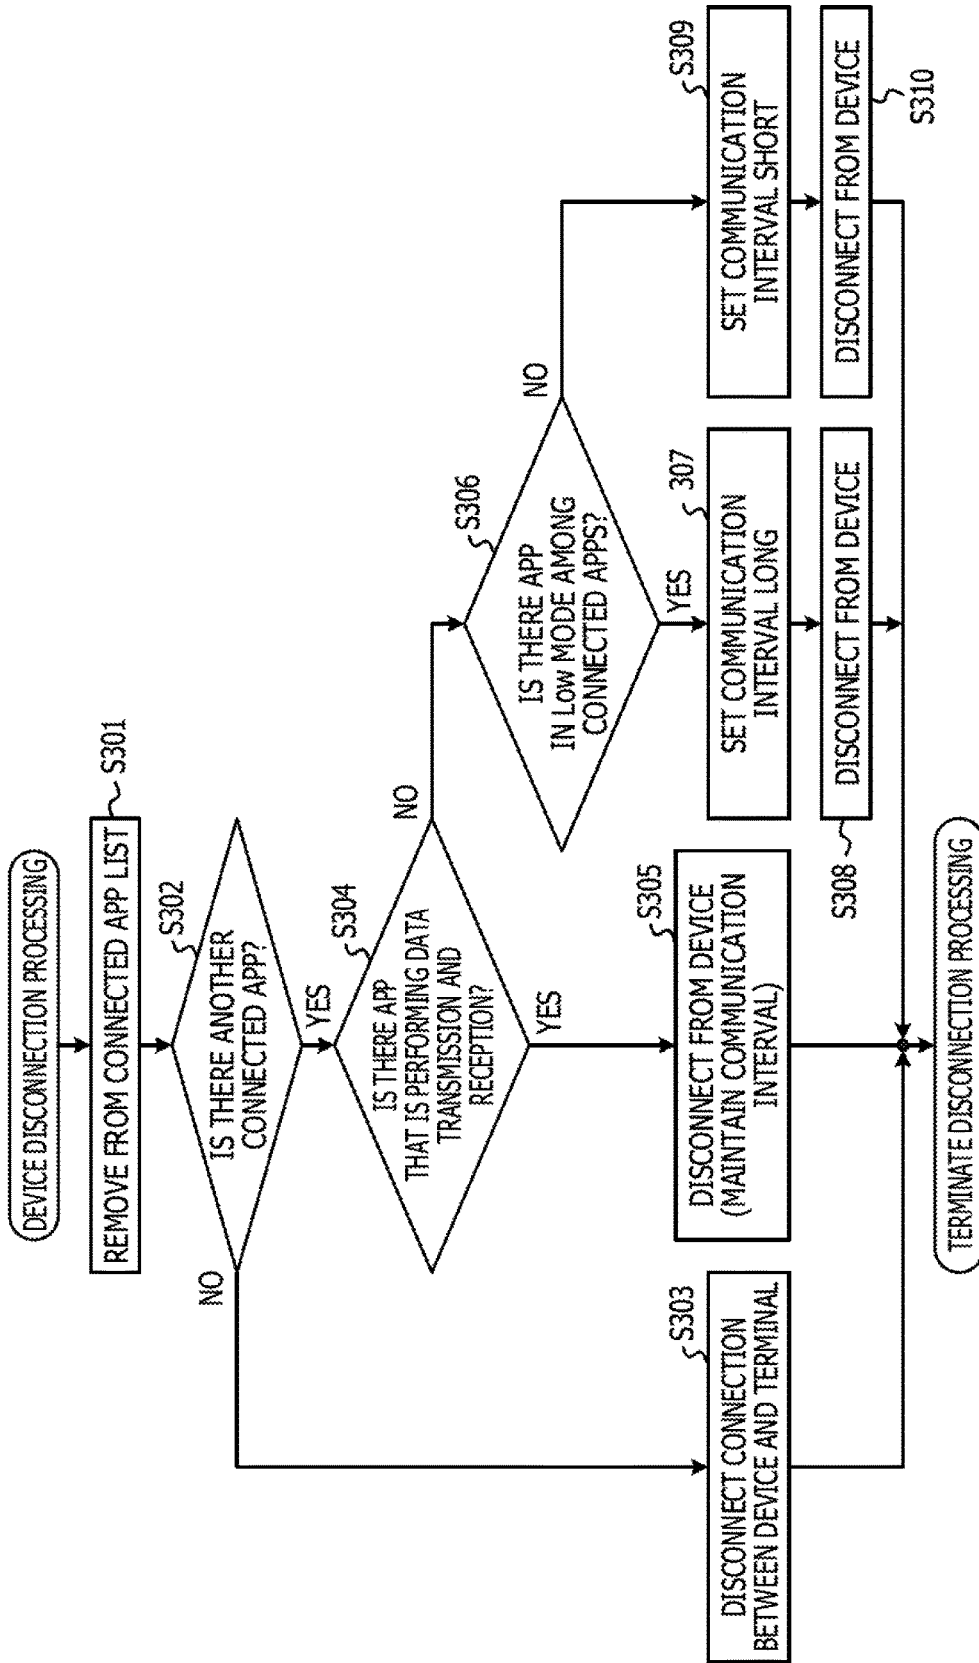 DEVICE DISCONNECTION PROCESSING
S301
REMOVE FROM CONNECTED APP LIST
S302
IS THERE ANOTHER
CONNECTED APP?
NO
YES
S304
IS THERE APP
THAT IS PERFORMING DATA
TRANSMISSION AND
RECEPTION?
NO
YES
S306
IS THERE APP
IN Low MODE AMONG
CONNECTED APPS?
NO
YES
S303
DISCONNECT CONNECTION
BETWEEN DEVICE AND TERMINAL
S305
DISCONNECT FROM DEVICE
(MAINTAIN COMMUNICATION
INTERVAL)
307
SET COMMUNICATION
INTERVAL LONG
S309
SET COMMUNICATION
INTERVAL SHORT
S308
DISCONNECT FROM DEVICE
DISCONNECT FROM DEVICE
S310
TERMINATE DISCONNECTION PROCESSING